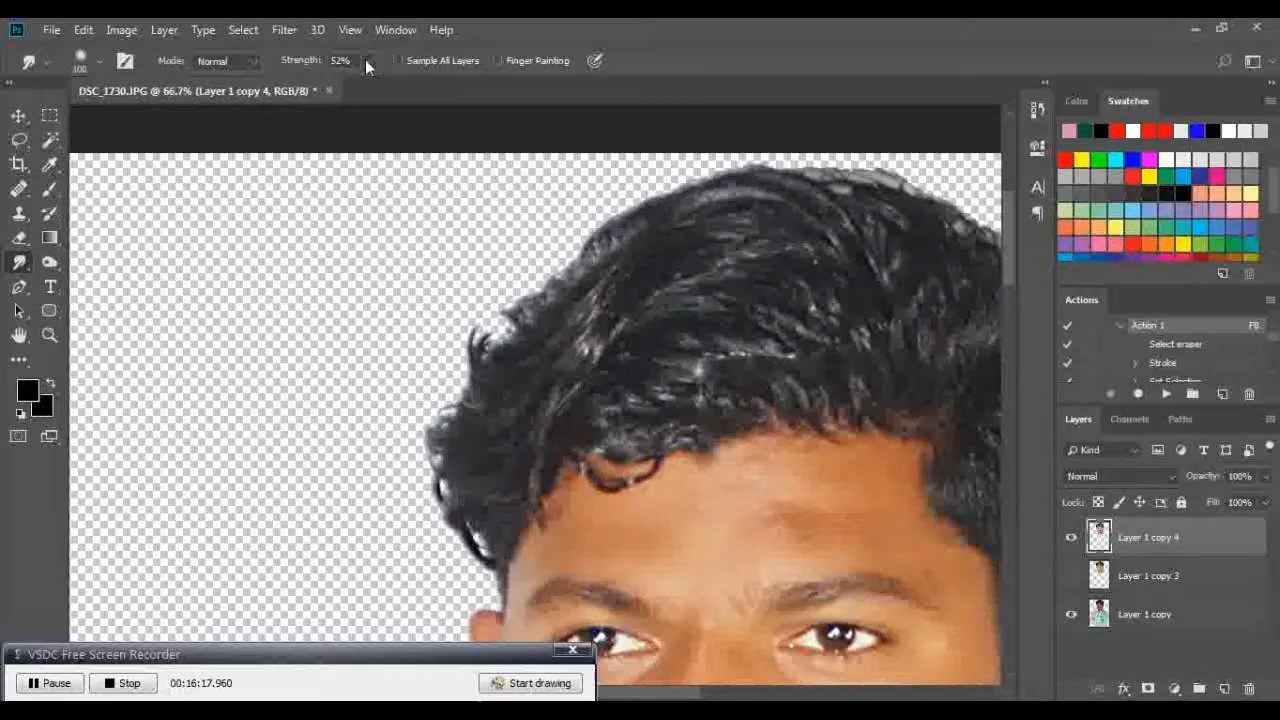 Ps File Edit Image Layer Type Select Filter 3D View Window Help
100 Mode: Normal Strength: 52% Sample All Layers Finger Painting
DSC_1730.JPG @ 66.7% (Layer 1 copy 4, RGB/8) *
Color Swatches
Actions
Action 1 F8
Select eraser
Stroke
Set Selection
Layers Channels Paths
Kind
Normal Opacity: 100%
Lock: Fill: 100%
Layer 1 copy 4
Layer 1 copy 3
Layer 1 copy
VSDC Free Screen Recorder
Pause Stop 00:16:17.960 Start drawing